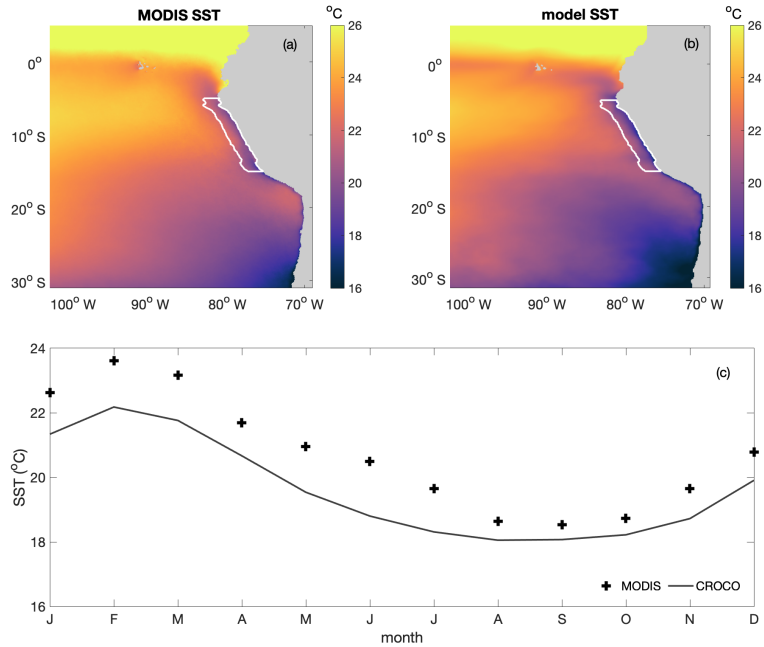 MODIS SST
model SST
°C
°C
(a)
(b)
0°
10° S
20° S
30° S
100° W
90° W
80° W
70° W
26
24
22
20
18
16
0°
10° S
20° S
30° S
100° W
90° W
80° W
70° W
26
24
22
20
18
16
(c)
24
22
20
18
16
SST (°C)
MODIS
CROCO
J F M A M J J A S O N D
month